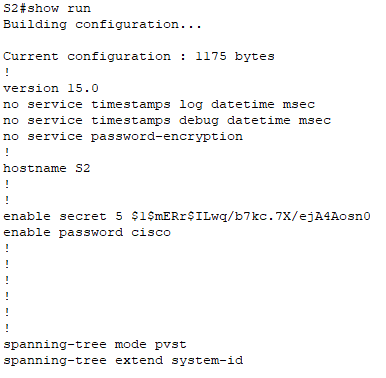 S2#show run
Building configuration...

Current configuration : 1175 bytes
!
version 15.0
no service timestamps log datetime msec
no service timestamps debug datetime msec
no service password-encryption
!
hostname S2
!
!
enable secret 5 $1$mERr$ILwq/b7kc.7X/ejA4Aosn0
enable password cisco
!
!
!
!
!
!
spanning-tree mode pvst
spanning-tree extend system-id